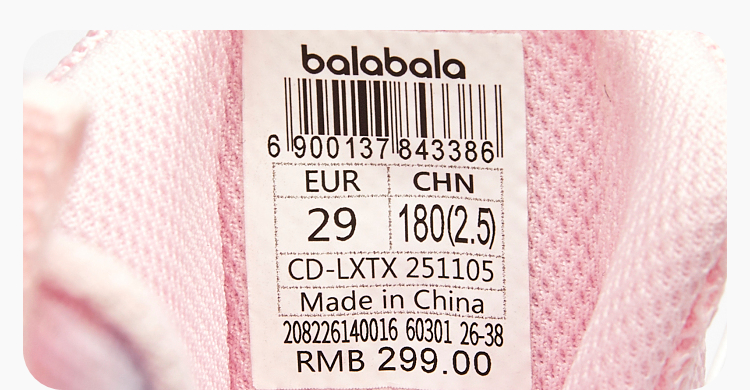 balabala
6 900137 843386
EUR CHN
29 180(2.5)
CD-LXTX 251105
Made in China
208226140016 60301 26-38
RMB 299.00